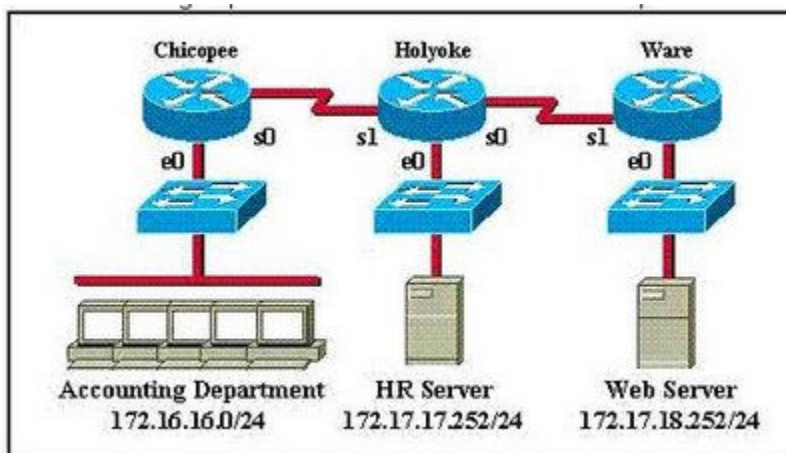 Chicopee
Holyoke
Ware
s0
s1
s0
s1
e0
e0
e0
Accounting Department
172.16.16.0/24
HR Server
172.17.17.252/24
Web Server
172.17.18.252/24